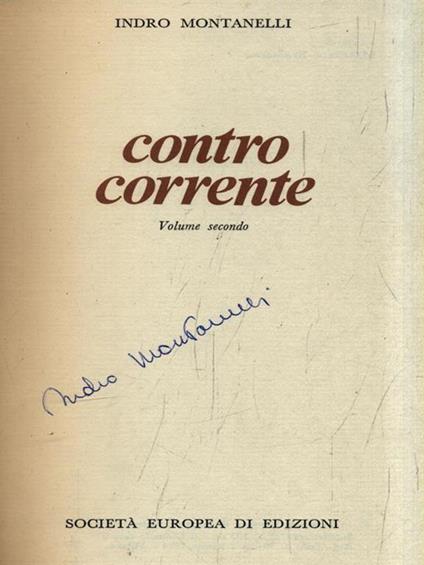 INDRO MONTANELLI
contro
corrente
Volume secondo
Indro Montanelli
SOCIETÀ EUROPEA DI EDIZIONI